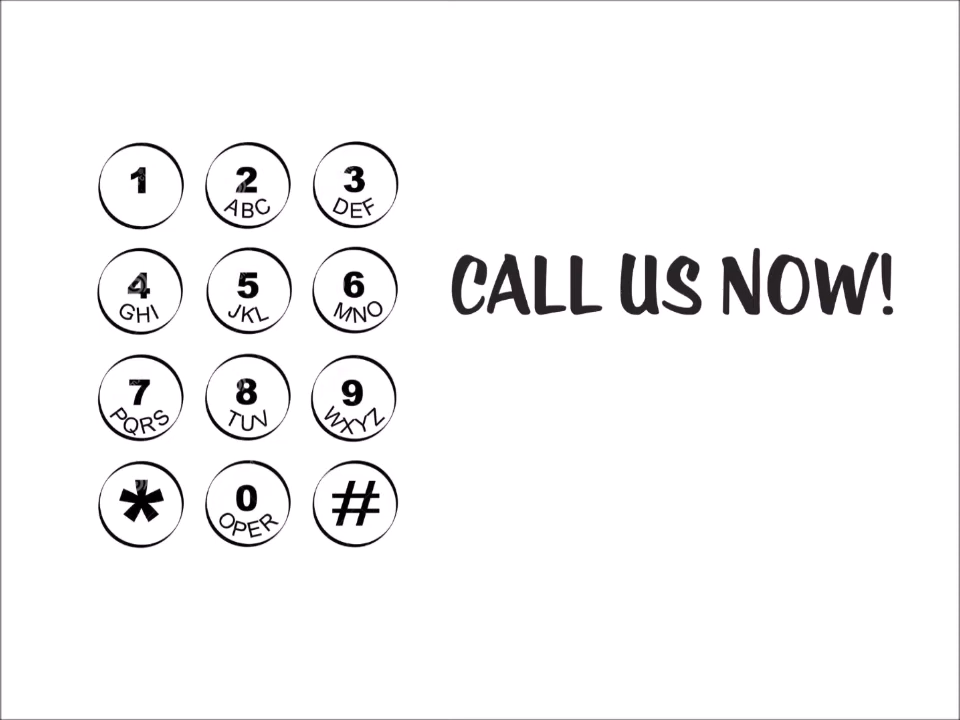 1 2 3
ABC DEF
4 5 6
GHI JKL MNO
7 8 9
PQRS TUV WXYZ
* 0 #
OPER
CALL US NOW!